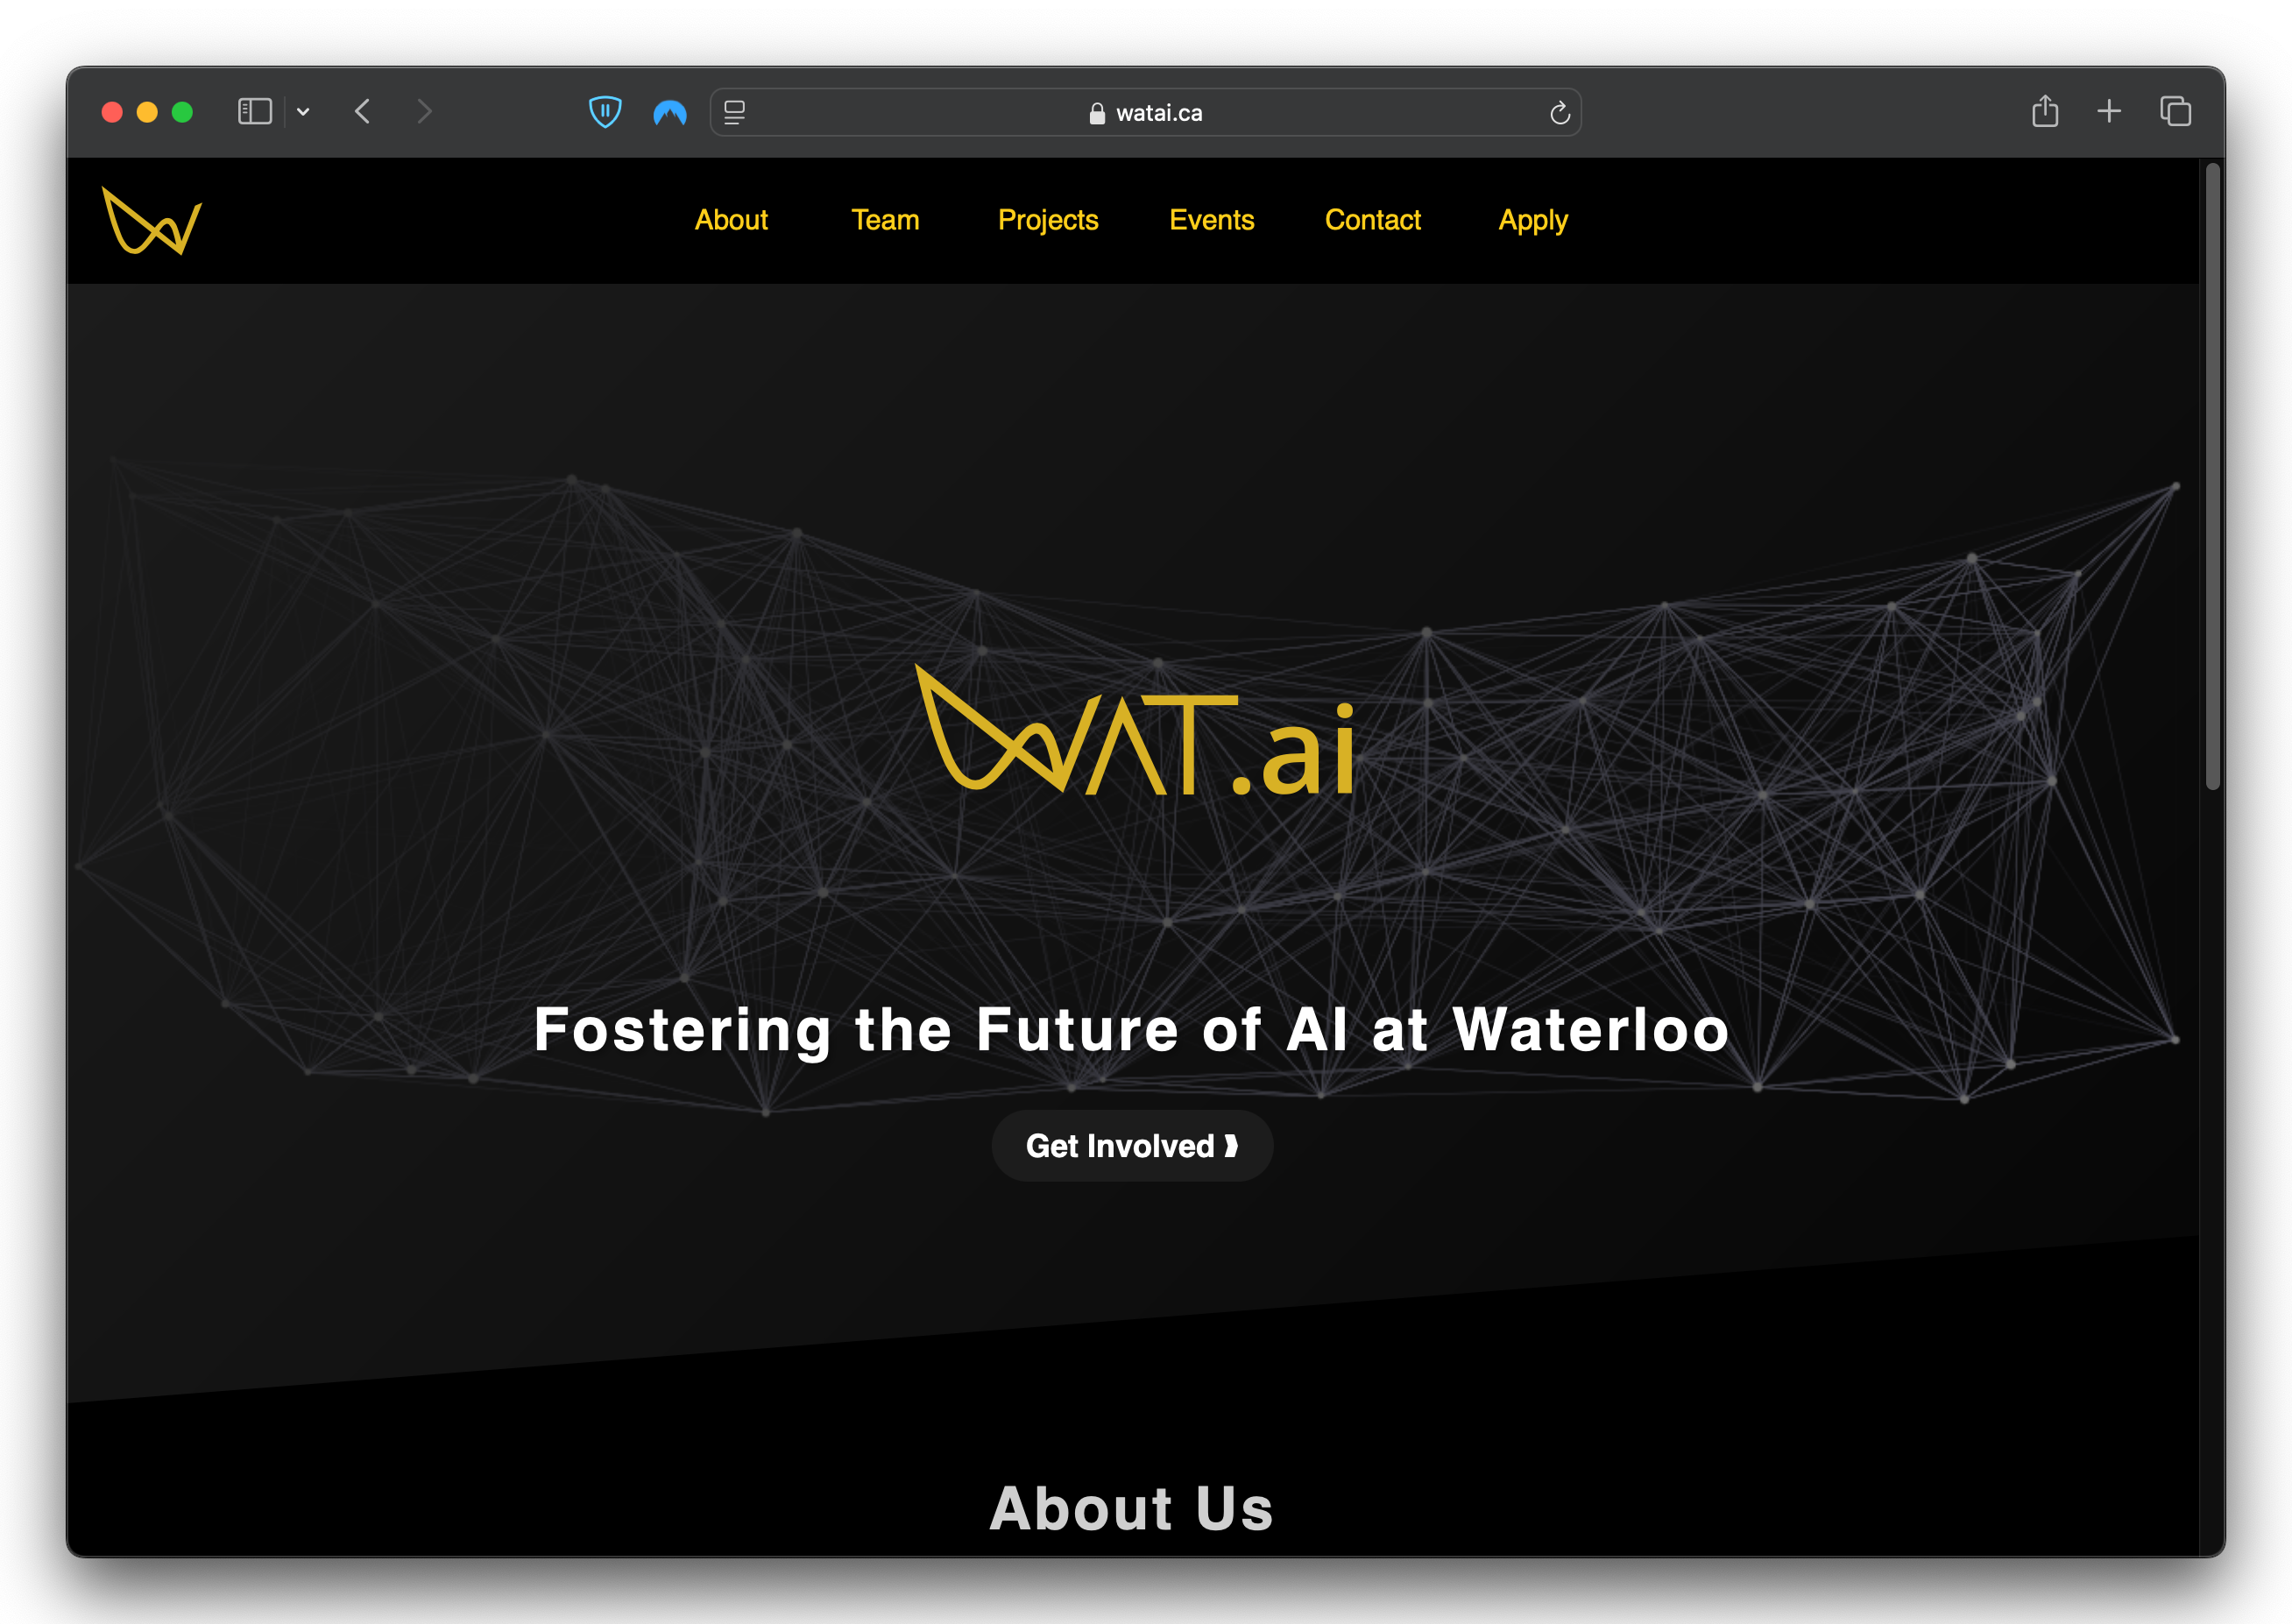 watai.ca
About Team Projects Events Contact Apply
WAT.ai
Fostering the Future of AI at Waterloo
Get Involved ❱
About Us